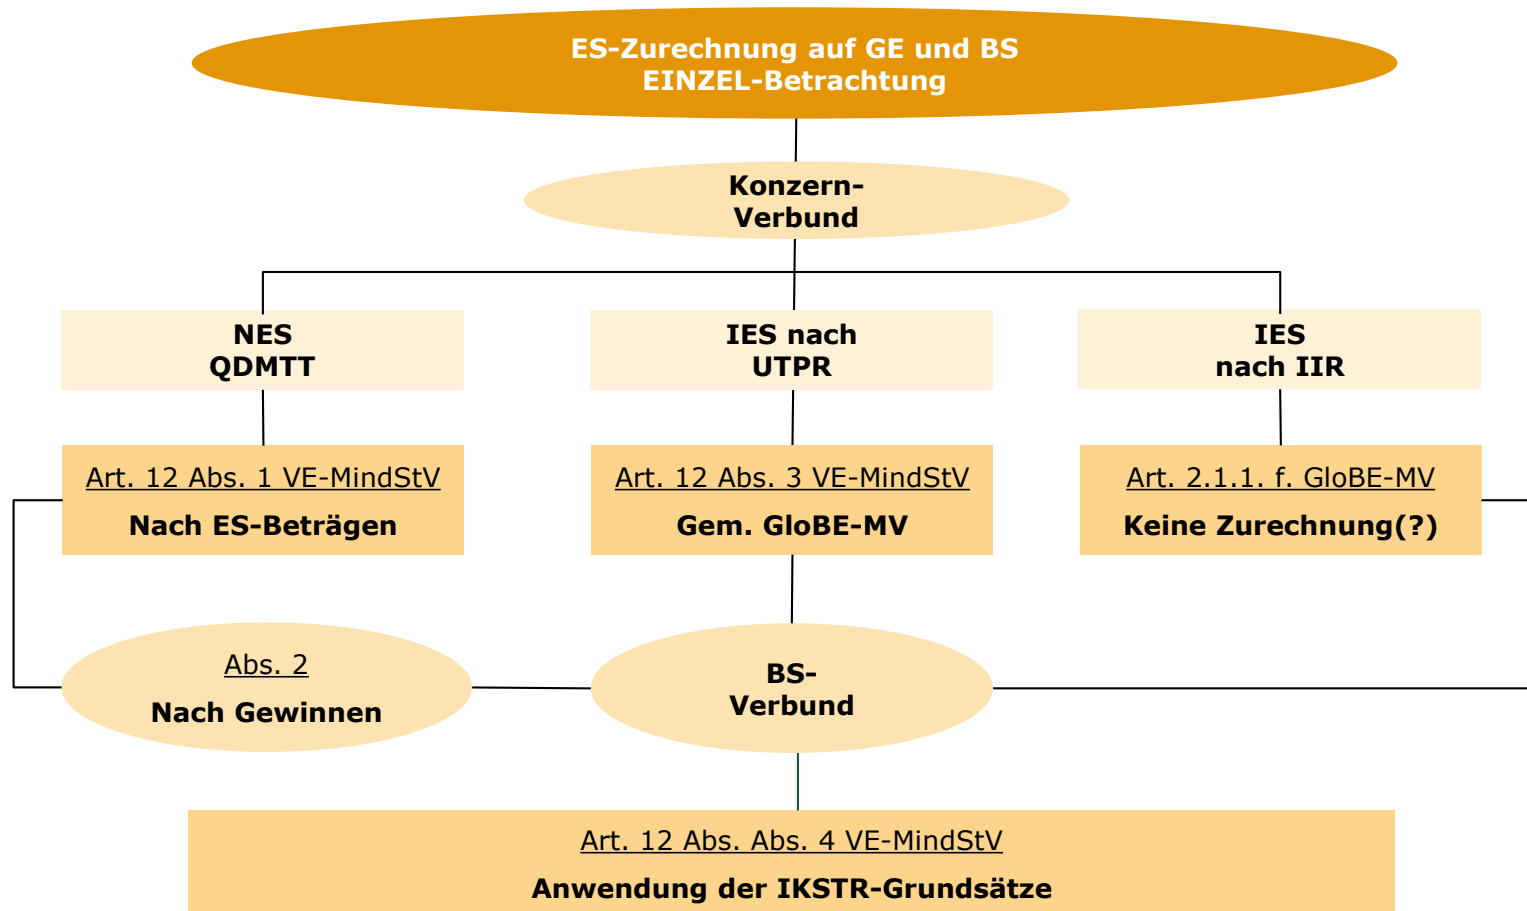 ES-Zurechnung auf GE und BS
EINZEL-Betrachtung
Konzern-
Verbund
NES
QDMTT
IES nach
UTPR
IES
nach IIR
Art. 12 Abs. 1 VE-MindStV
Nach ES-Beträgen
Art. 12 Abs. 3 VE-MindStV
Gem. GloBE-MV
Art. 2.1.1. f. GloBE-MV
Keine Zurechnung(?)
Abs. 2
Nach Gewinnen
BS-
Verbund
Art. 12 Abs. Abs. 4 VE-MindStV
Anwendung der IKSTR-Grundsätze